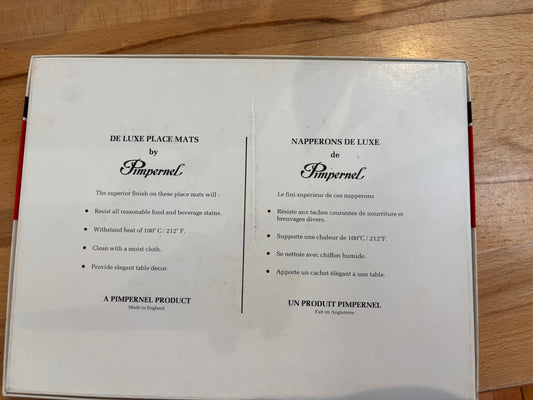 DE LUXE PLACE MATS
by
Pimpernel
The superior finish on these place mats will -
• Resist all reasonable food and beverage stains.
• Withstand heat of 100° C / 212° F.
• Clean with a moist cloth.
• Provide elegant table decor.
A PIMPERNEL PRODUCT
Made in England
NAPPERONS DE LUXE
de
Pimpernel
Le fini supérieur de ces napperons
• Résiste aux taches courantes de nourriture et
breuvages divers.
• Supporte une chaleur de 100°C / 212°F.
• Se nettoie avec chiffon humide.
• Apporte un cachet élégant à une table.
UN PRODUIT PIMPERNEL
Fait en Angleterre